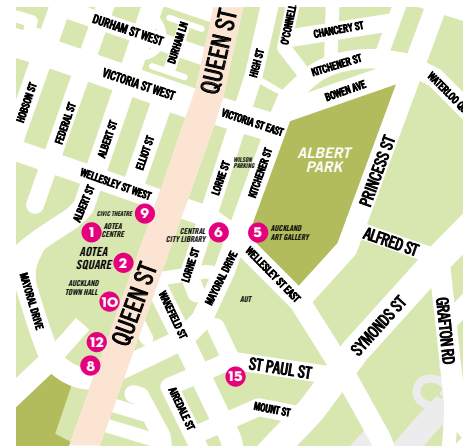 DURHAM ST WEST
DURHAM LN
QUEEN ST
HIGH ST
O'CONNELL
CHANCERY ST
KITCHENER ST
BOWEN AVE
WATERLOO Q
VICTORIA ST WEST
HOBSON ST
FEDERAL ST
ALBERT ST
ELLIOT ST
VICTORIA ST EAST
LORNE ST
WILSON
PARKING
KITCHENER ST
ALBERT
PARK
PRINCESS ST
WELLESLEY ST WEST
ALBERT ST
CIVIC THEATRE
9
1
AOTEA
CENTRE
CENTRAL
CITY LIBRARY
6
5
AUCKLAND
ART GALLERY
ALFRED ST
AOTEA
SQUARE
2
LORNE ST
MAYORAL DRIVE
WELLESLEY ST EAST
AUCKLAND
TOWN HALL
10
QUEEN ST
WAKEFIELD ST
AUT
MAYORAL DRIVE
SYMONDS ST
GRAFTON RD
12
8
15
ST PAUL ST
AIREDALE ST
MOUNT ST